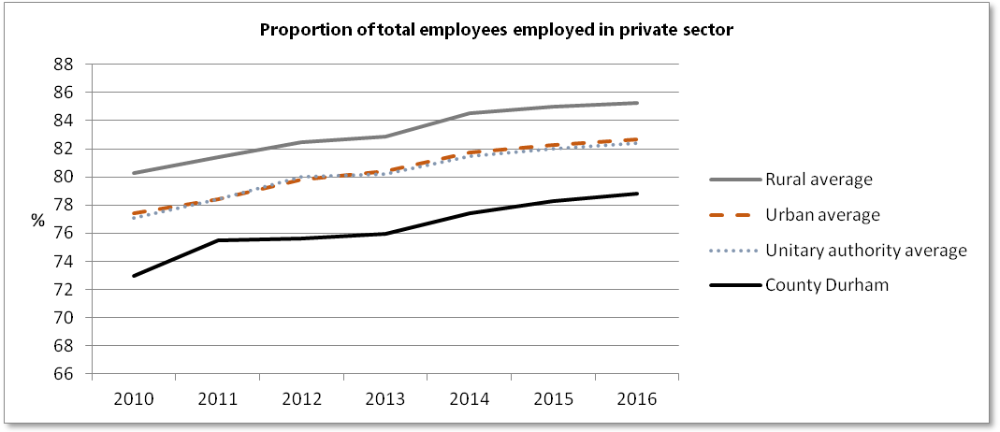 Proportion of total employees employed in private sector
88
86
84
82
80
78
76
74
72
70
68
66
%
2010 2011 2012 2013 2014 2015 2016
Rural average
Urban average
Unitary authority average
County Durham